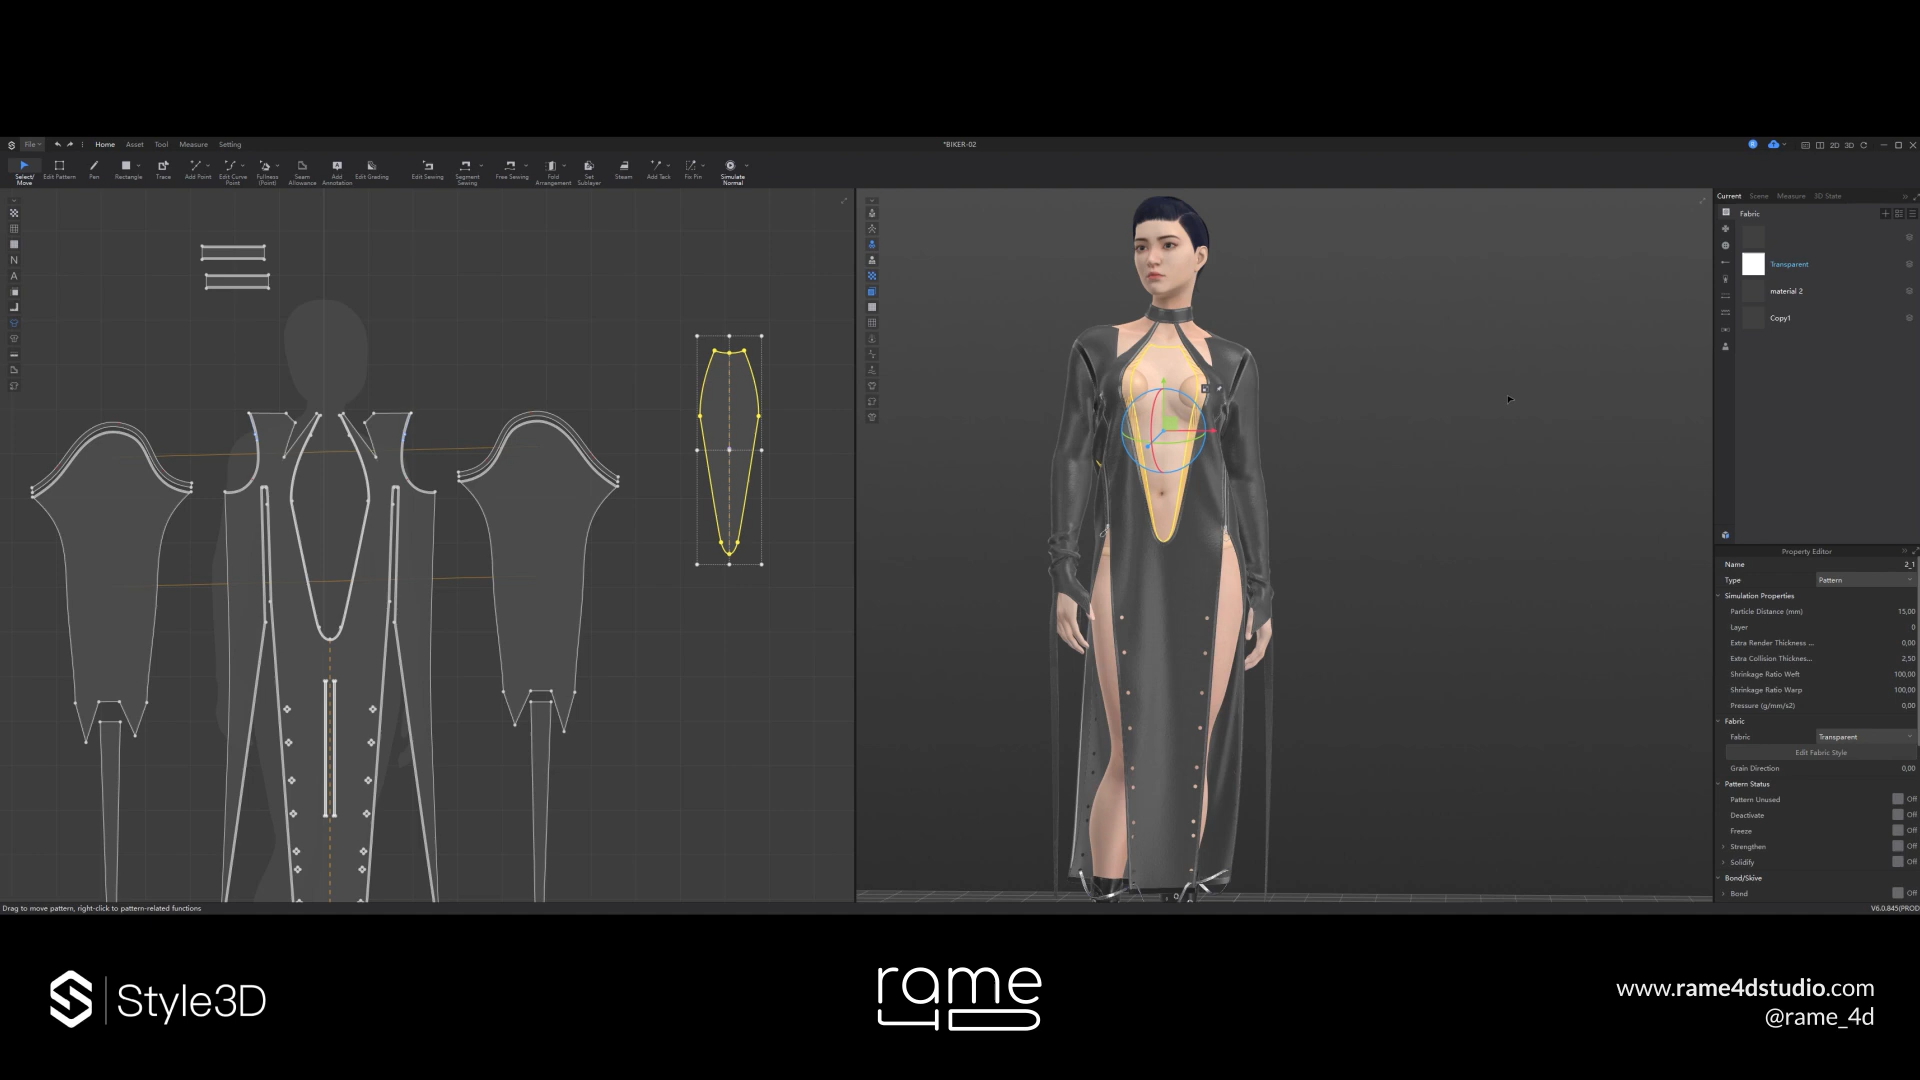 File Home Asset Tool Measure Setting
*BIKER-02
2D 3D
Select/ Move
Edit Pattern
Pen
Rectangle
Trace
Add Point
Edit Curve Point
Fullness (Point)
Seam Allowance
Add Annotation
Edit Grading
Edit Sewing
Segment Sewing
Free Sewing
Fold Arrangement
Set Sublayer
Steam
Add Tack
Fix Pin
Simulate Normal
Current Scene Measure 3D State
Fabric
Transparent
material 2
Copy1
Property Editor
Name 2_1
Type Pattern
Simulation Properties
Particle Distance (mm) 15,00
Layer 0
Extra Render Thickness ... 0,00
Extra Collision Thicknes... 2,50
Shrinkage Ratio Weft 100,00
Shrinkage Ratio Warp 100,00
Pressure (g/mm/s2) 0,00
Fabric
Fabric Transparent
Edit Fabric Style
Grain Direction 0,00
Pattern Status
Pattern Unused Off
Deactivate Off
Freeze Off
Strengthen Off
Solidify Off
Bond/Skive
Bond Off
Drag to move pattern, right-click to pattern-related functions
V6.0.845(PROD
Style3D
rame
4D
www.rame4dstudio.com
@rame_4d